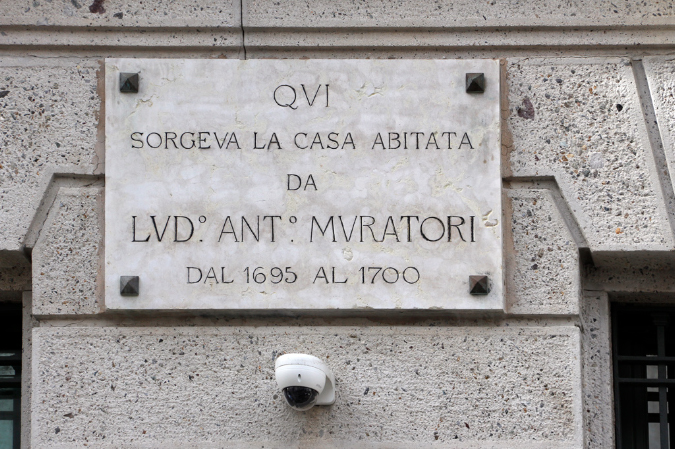 QVI
SORGEVA LA CASA ABITATA
DA
LVD.° ANT.° MVRATORI
DAL 1695 AL 1700